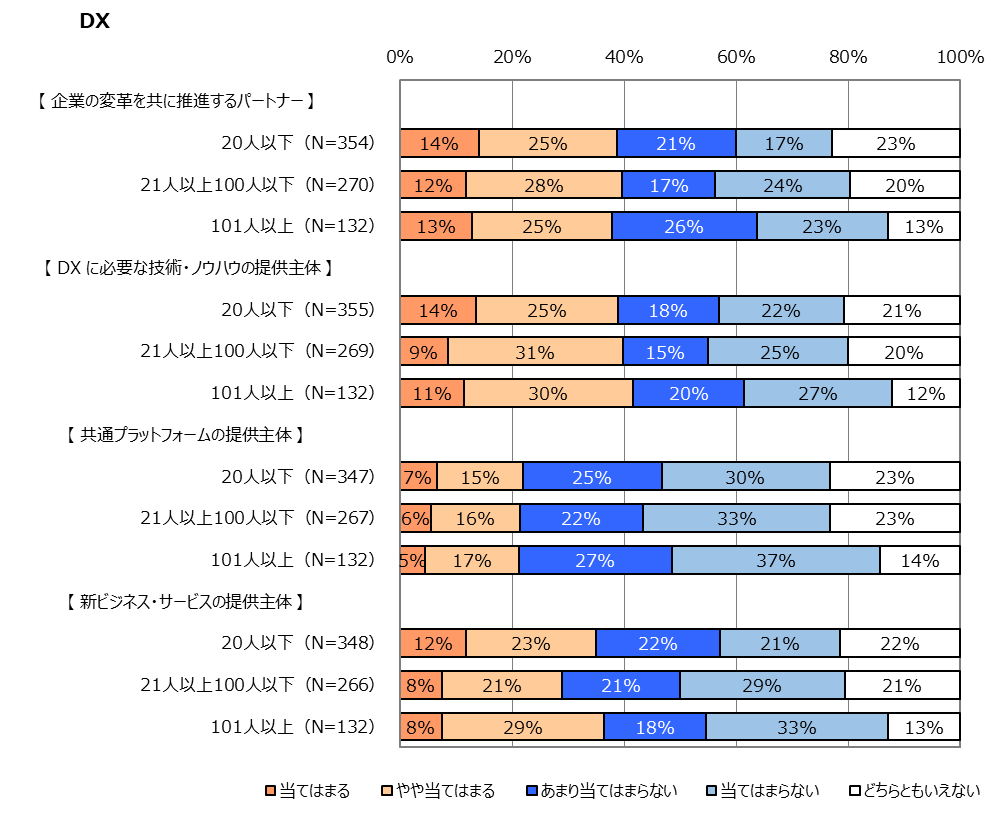 DX
0% 20% 40% 60% 80% 100%
【 企業の変革を共に推進するパートナー 】
20人以下（N=354） 14% 25% 21% 17% 23%
21人以上100人以下（N=270） 12% 28% 17% 24% 20%
101人以上（N=132） 13% 25% 26% 23% 13%
【 DX に必要な技術・ノウハウの提供主体 】
20人以下（N=355） 14% 25% 18% 22% 21%
21人以上100人以下（N=269） 9% 31% 15% 25% 20%
101人以上（N=132） 11% 30% 20% 27% 12%
【 共通プラットフォームの提供主体 】
20人以下（N=347） 7% 15% 25% 30% 23%
21人以上100人以下（N=267） 6% 16% 22% 33% 23%
101人以上（N=132） 5% 17% 27% 37% 14%
【 新ビジネス・サービスの提供主体 】
20人以下（N=348） 12% 23% 22% 21% 22%
21人以上100人以下（N=266） 8% 21% 21% 29% 21%
101人以上（N=132） 8% 29% 18% 33% 13%
当てはまる やや当てはまる あまり当てはまらない 当てはまらない どちらともいえない